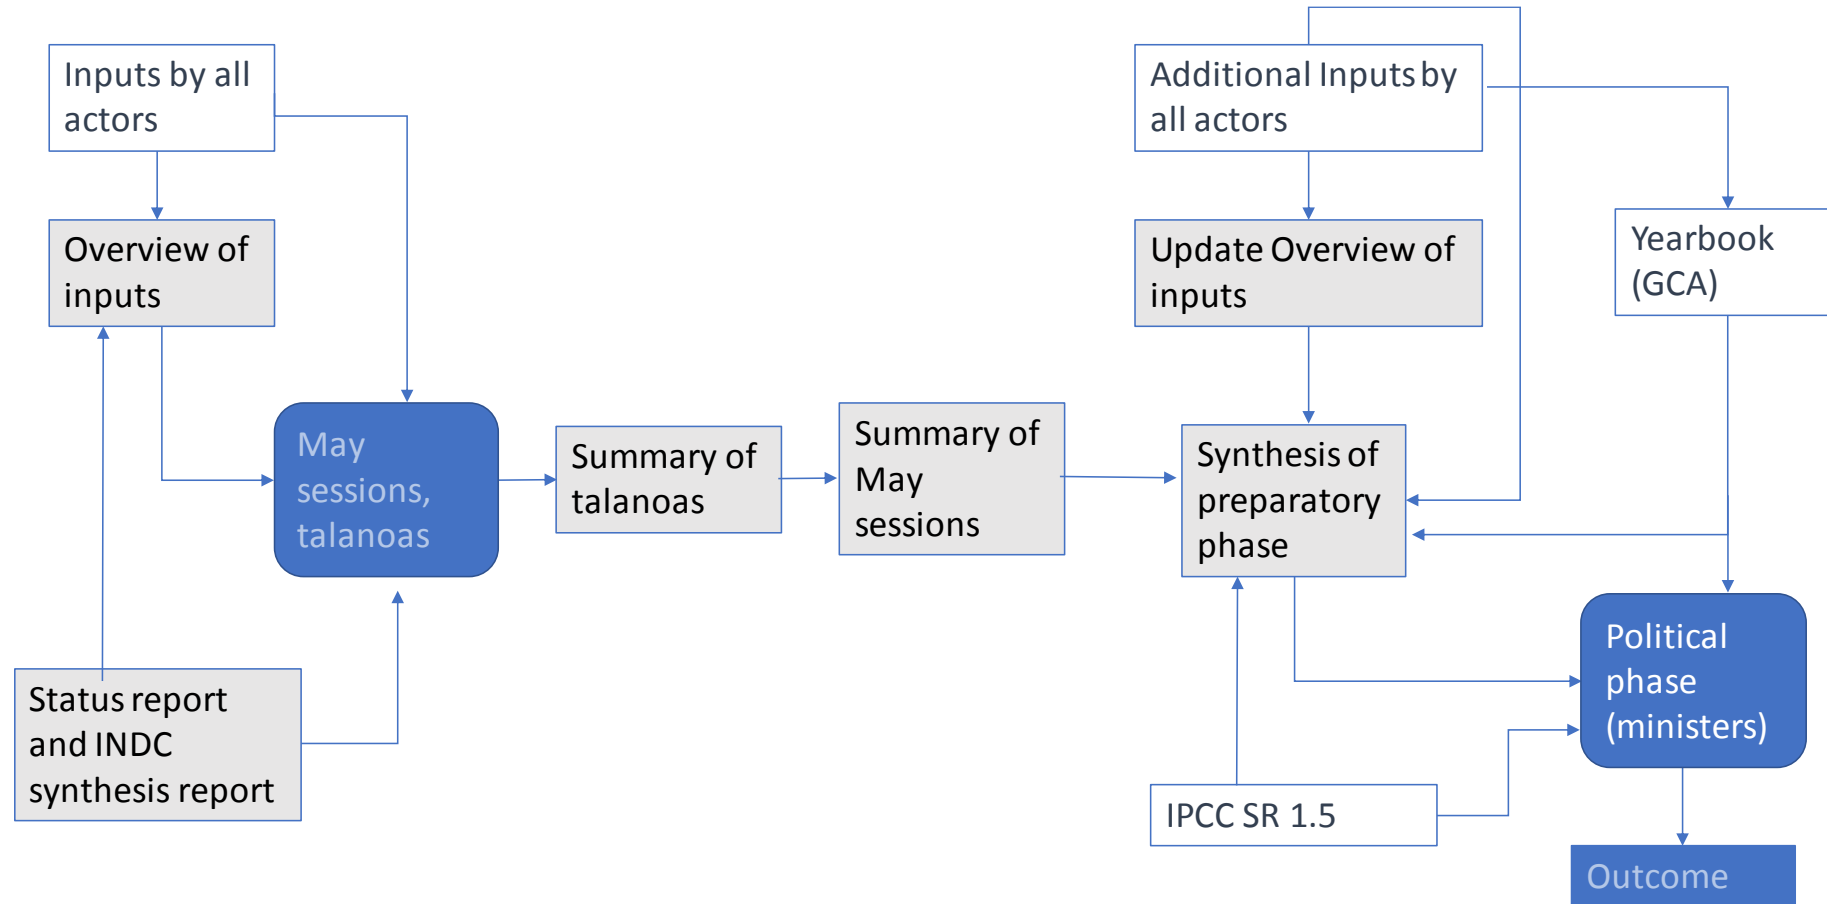 Inputs by all
actors
Additional Inputs by
all actors
Overview of
inputs
Update Overview of
inputs
Yearbook
(GCA)
May
sessions,
talanoas
Summary of
talanoas
Summary of
May
sessions
Synthesis of
preparatory
phase
Status report
and INDC
synthesis report
Political
phase
(ministers)
IPCC SR 1.5
Outcome